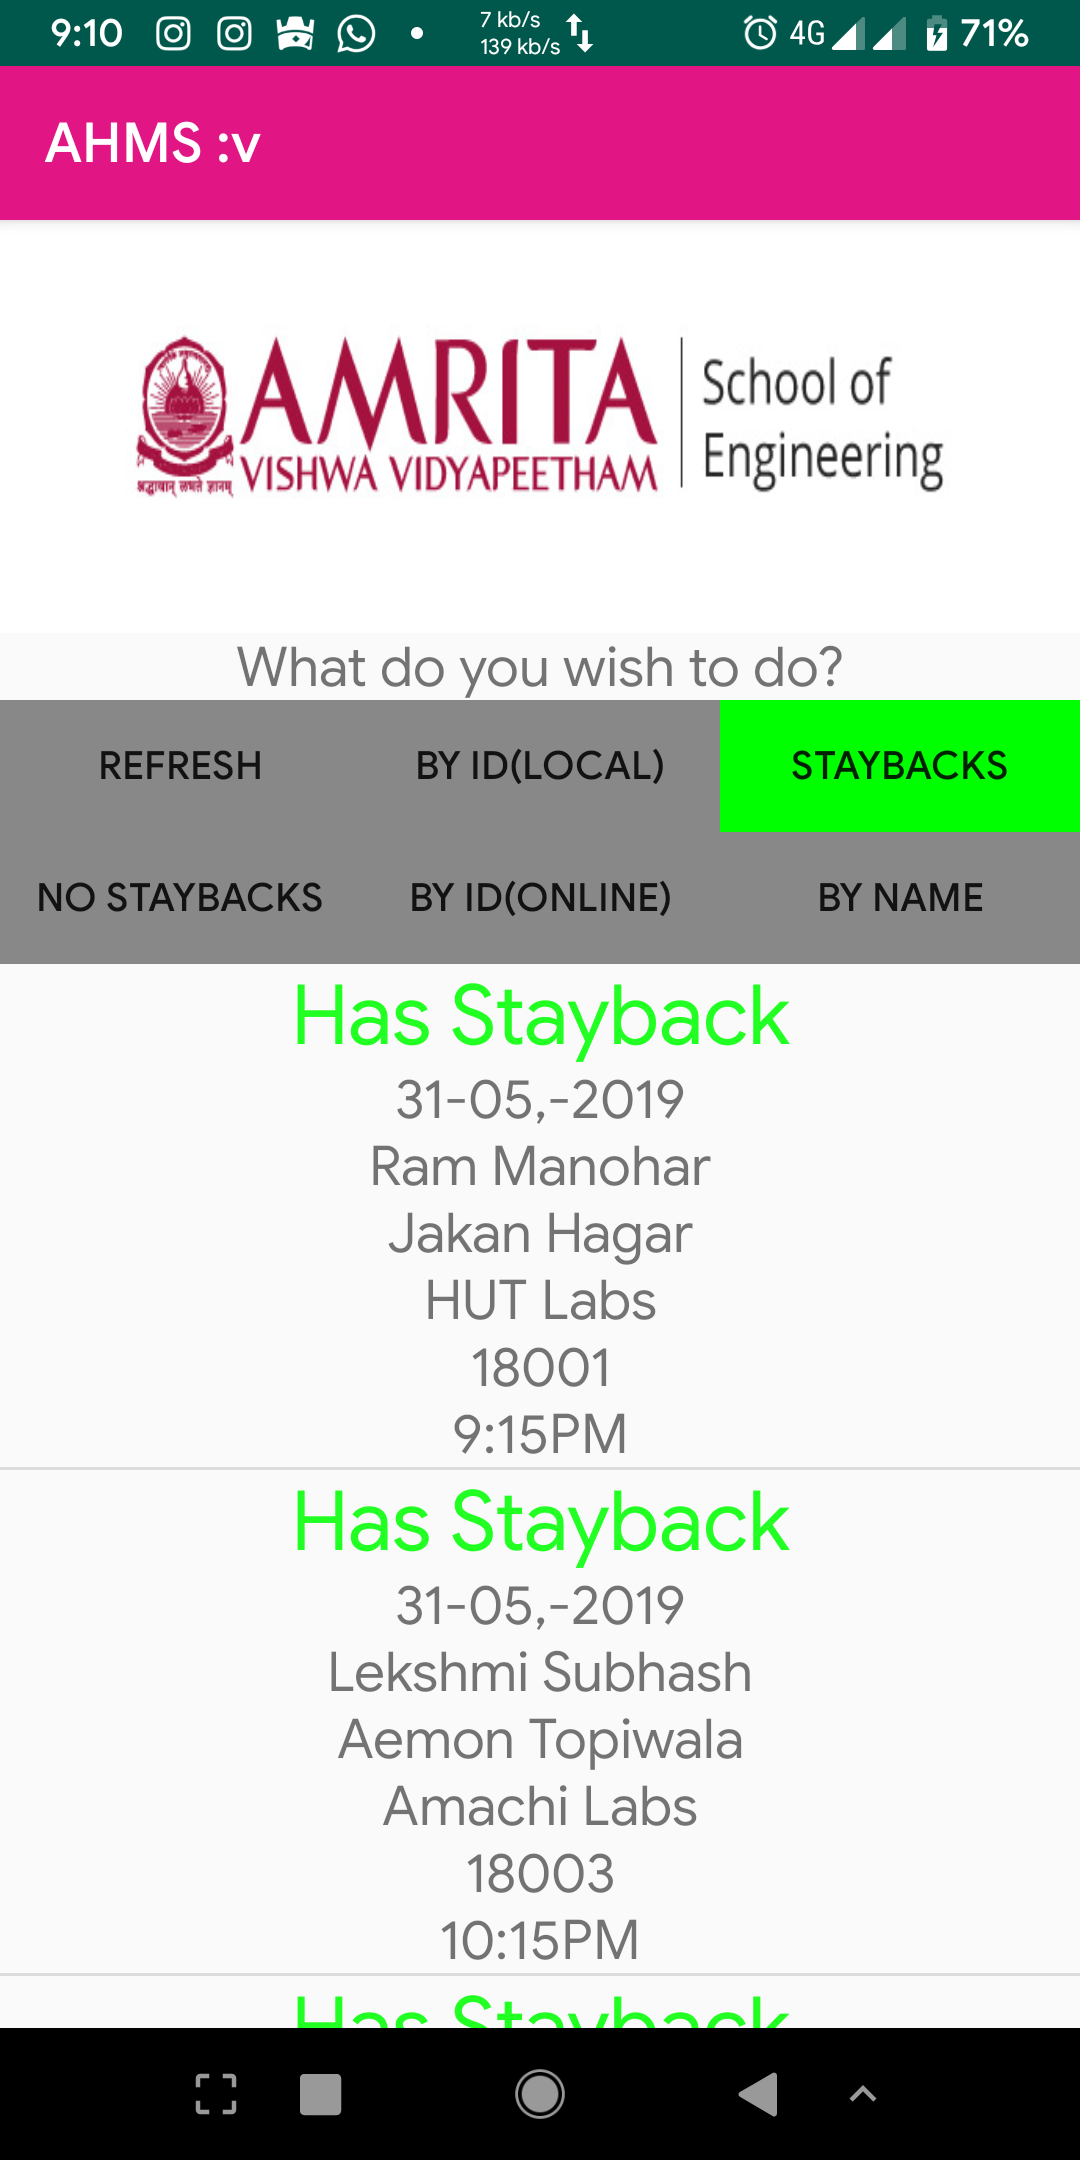 9:10
7 kb/s
139 kb/s
4G
71%
AHMS :v
AMRITA
VISHWA VIDYAPEETHAM
श्रद्धावान् लभते ज्ञानम्
School of
Engineering
What do you wish to do?
REFRESH BY ID(LOCAL) STAYBACKS
NO STAYBACKS BY ID(ONLINE) BY NAME
Has Stayback
31-05,-2019
Ram Manohar
Jakan Hagar
HUT Labs
18001
9:15PM
Has Stayback
31-05,-2019
Lekshmi Subhash
Aemon Topiwala
Amachi Labs
18003
10:15PM
Has Stayback